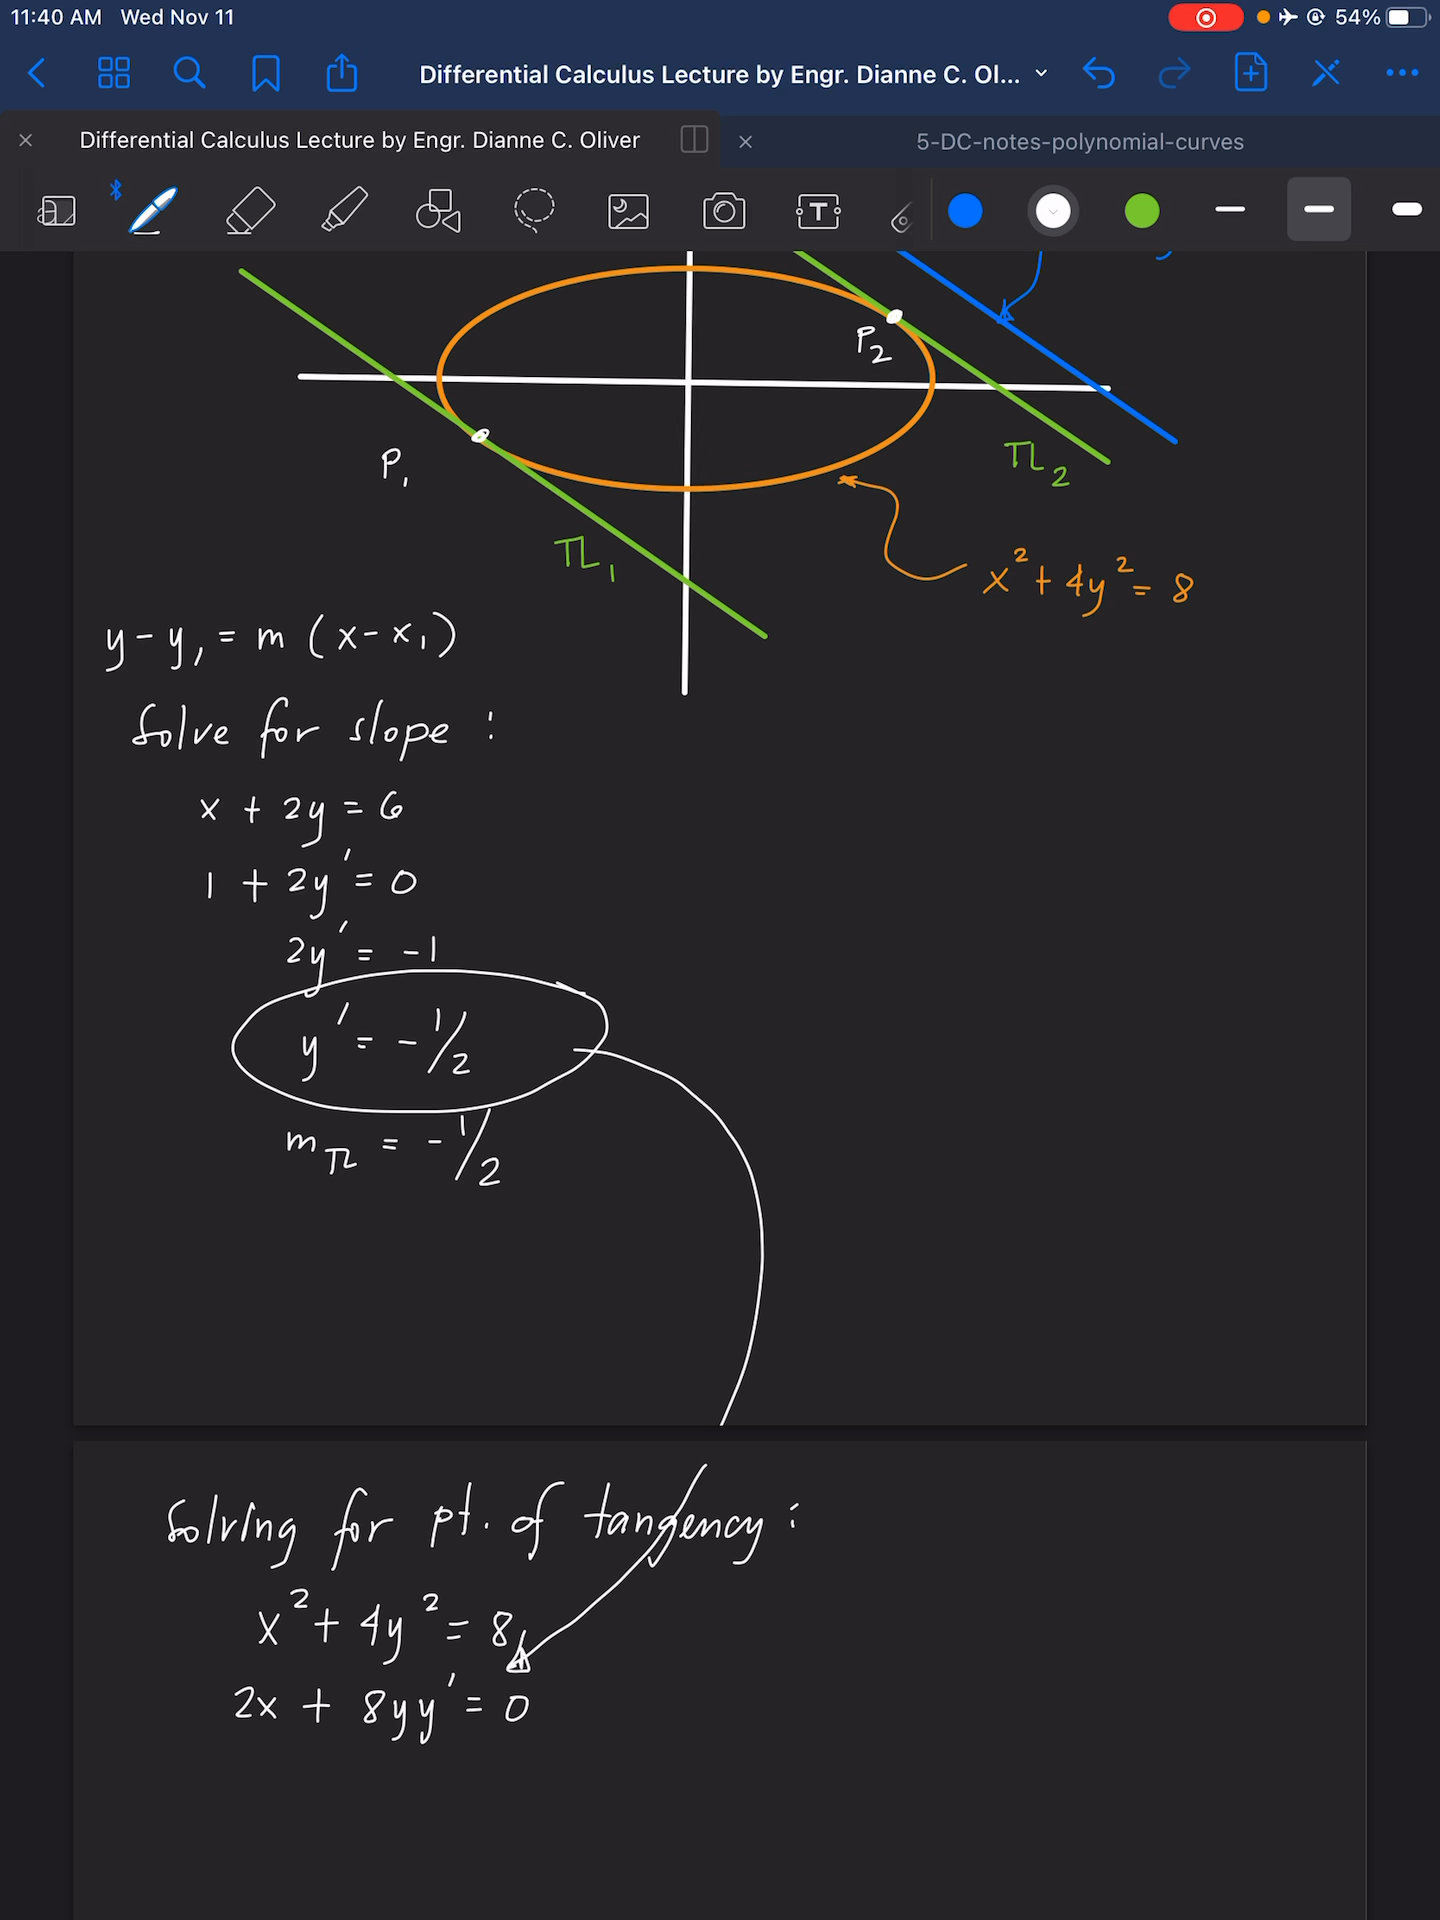 11:40 AM Wed Nov 11 54%
Differential Calculus Lecture by Engr. Dianne C. Ol...
Differential Calculus Lecture by Engr. Dianne C. Oliver
5-DC-notes-polynomial-curves
T
P₂
P₁
TL₂
TL₁
x² + 4y² = 8
y - y₁ = m (x - x₁)
Solve for slope :
x + 2y = 6
1 + 2y' = 0
2y' = -1
y' = -1/2
m_TL = -1/2
Solving for pt. of tangency :
x² + 4y² = 8
2x + 8yy' = 0